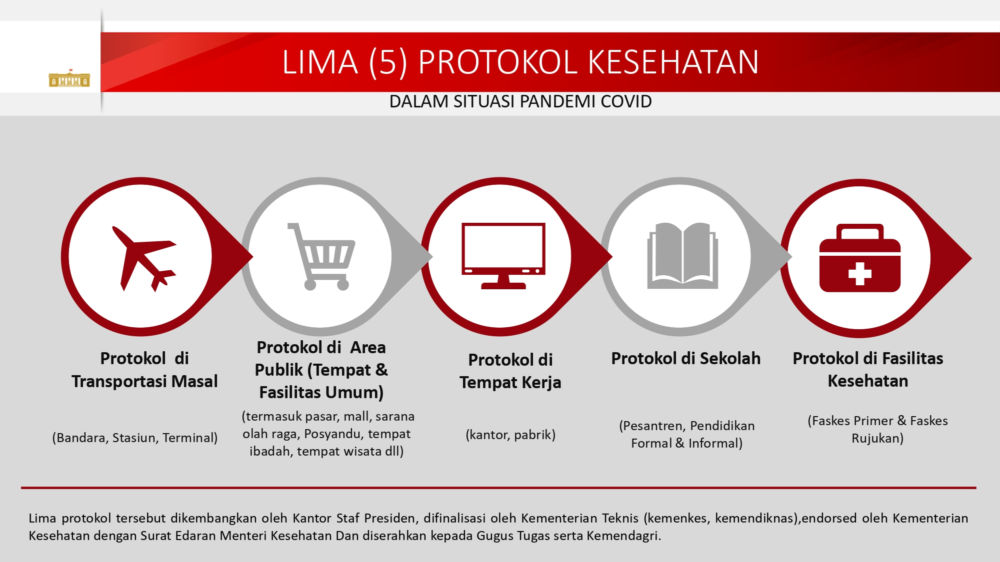 LIMA (5) PROTOKOL KESEHATAN
DALAM SITUASI PANDEMI COVID
Protokol di
Transportasi Masal
(Bandara, Stasiun, Terminal)
Protokol di Area
Publik (Tempat &
Fasilitas Umum)
(termasuk pasar, mall, sarana
olah raga, Posyandu, tempat
ibadah, tempat wisata dll)
Protokol di
Tempat Kerja
(kantor, pabrik)
Protokol di Sekolah
(Pesantren, Pendidikan
Formal & Informal)
Protokol di Fasilitas
Kesehatan
(Faskes Primer & Faskes
Rujukan)
Lima protokol tersebut dikembangkan oleh Kantor Staf Presiden, difinalisasi oleh Kementerian Teknis (kemenkes, kemendiknas),endorsed oleh Kementerian
Kesehatan dengan Surat Edaran Menteri Kesehatan Dan diserahkan kepada Gugus Tugas serta Kemendagri.